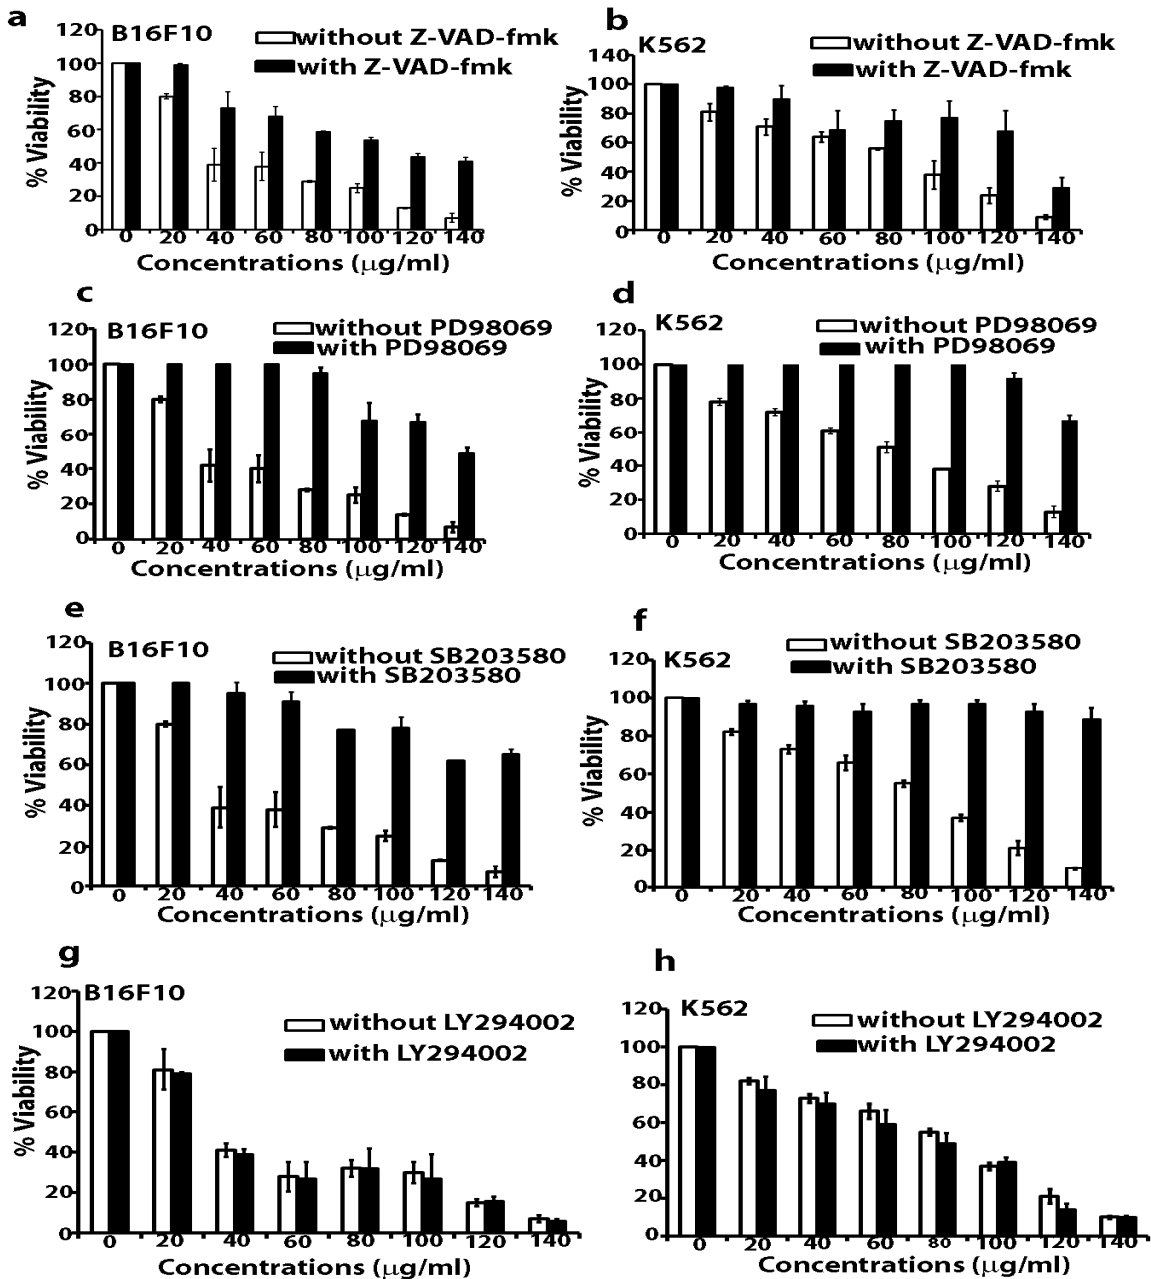 a
B16F10
without Z-VAD-fmk
with Z-VAD-fmk
120
100
80
60
40
20
0
% Viability
0 20 40 60 80 100 120 140
Concentrations (μg/ml)
b
K562
without Z-VAD-fmk
with Z-VAD-fmk
140
100
80
60
40
20
0
% Viability
0 20 40 60 80 100 120 140
Concentrations (μg/ml)
c
B16F10
without PD98069
with PD98069
120
100
80
60
40
20
0
% Viability
0 20 40 60 80 100 120 140
Concentrations (μg/ml)
d
K562
without PD98069
with PD98069
120
100
80
60
40
20
0
% Viability
0 20 40 60 80 100 120 140
Concentrations (μg/ml)
e
B16F10
without SB203580
with SB203580
120
100
80
60
40
20
0
% Viability
0 20 40 60 80 100 120 140
Concentrations (μg/ml)
f
K562
without SB203580
with SB203580
120
100
80
60
40
20
0
% Viability
0 20 40 60 80 100 120 140
Concentrations (μg/ml)
g
B16F10
without LY294002
with LY294002
120
100
80
60
40
20
0
% Viability
0 20 40 60 80 100 120 140
Concentrations (μg/ml)
h
K562
without LY294002
with LY294002
120
100
80
60
40
20
0
% Viability
0 20 40 60 80 100 120 140
Concentrations (μg/ml)